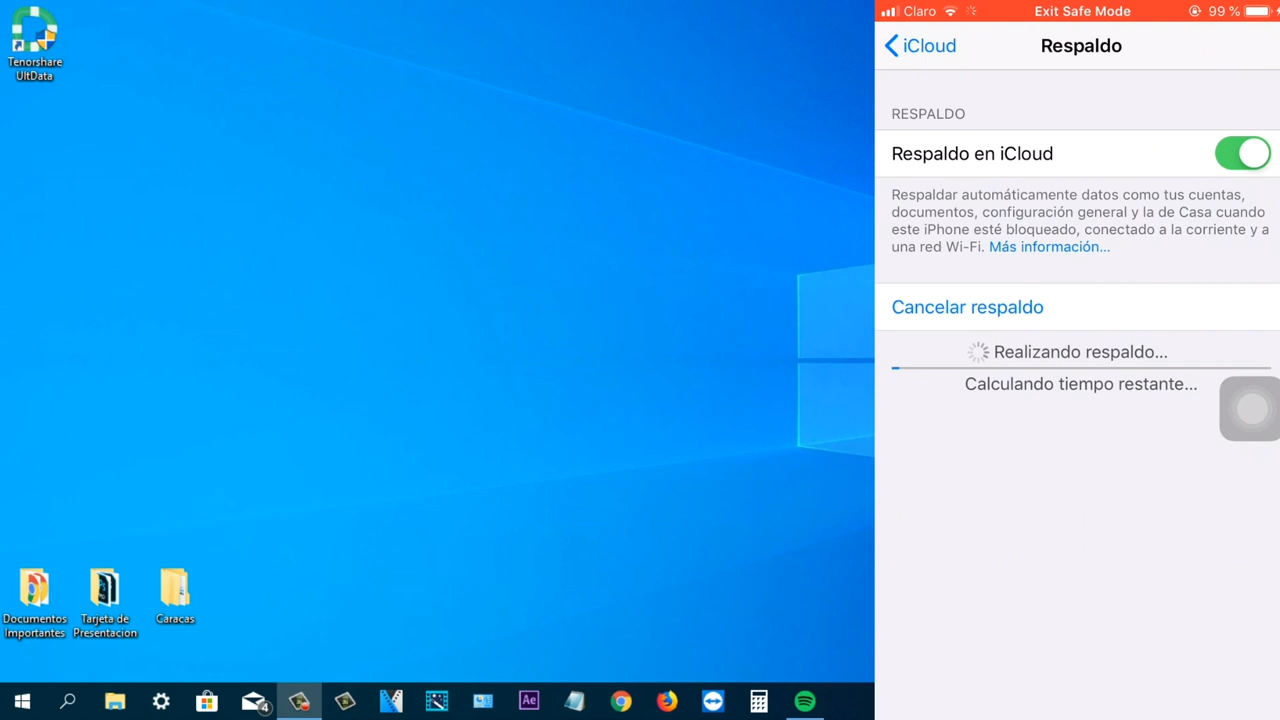 Tenorshare
UltData
Documentos
Importantes
Tarjeta de
Presentacion
Caracas
4
Ae
Claro
Exit Safe Mode
99 %
iCloud
Respaldo
RESPALDO
Respaldo en iCloud
Respaldar automáticamente datos como tus cuentas,
documentos, configuración general y la de Casa cuando
este iPhone esté bloqueado, conectado a la corriente y a
una red Wi-Fi. Más información...
Cancelar respaldo
Realizando respaldo...
Calculando tiempo restante...